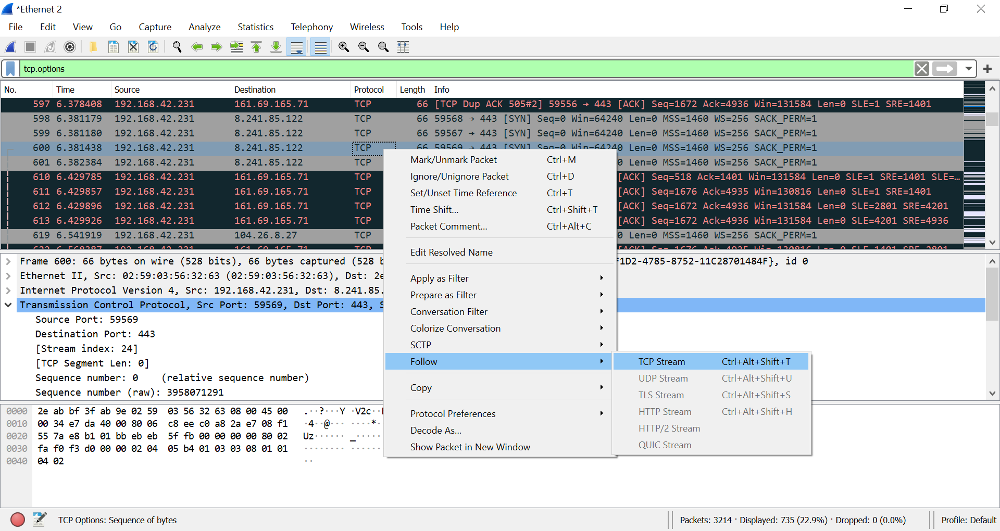 *Ethernet 2
File Edit View Go Capture Analyze Statistics Telephony Wireless Tools Help
tcp.options
No. Time Source Destination Protocol Length Info
597 6.378408 192.168.42.231 161.69.165.71 TCP 66 [TCP Dup ACK 505#2] 59556 → 443 [ACK] Seq=1672 Ack=4936 Win=131584 Len=0 SLE=1 SRE=1401
598 6.381179 192.168.42.231 8.241.85.122 TCP 66 59568 → 443 [SYN] Seq=0 Win=64240 Len=0 MSS=1460 WS=256 SACK_PERM=1
599 6.381180 192.168.42.231 8.241.85.122 TCP 66 59567 → 443 [SYN] Seq=0 Win=64240 Len=0 MSS=1460 WS=256 SACK_PERM=1
600 6.381438 192.168.42.231 8.241.85.122 TCP 66 59569 → 443 [SYN] Seq=0 Win=64240 Len=0 MSS=1460 WS=256 SACK_PERM=1
601 6.382384 192.168.42.231 8.241.85.122 TCP 0 Len=0 MSS=1460 WS=256 SACK_PERM=1
610 6.429785 192.168.42.231 161.69.165.71 TCP [ACK] Seq=518 Ack=1401 Win=131584 Len=0 SLE=1 SRE=1401 SLE=…
611 6.429857 192.168.42.231 161.69.165.71 TCP [ACK] Seq=1676 Ack=4935 Win=130816 Len=0 SLE=1 SRE=1401
612 6.429896 192.168.42.231 161.69.165.71 TCP [ACK] Seq=1672 Ack=4936 Win=131584 Len=0 SLE=2801 SRE=4201
613 6.429926 192.168.42.231 161.69.165.71 TCP [ACK] Seq=1672 Ack=4936 Win=131584 Len=0 SLE=4201 SRE=4936
619 6.541919 192.168.42.231 104.26.8.27 TCP 0 Len=0 MSS=1460 WS=256 SACK_PERM=1
Mark/Unmark Packet Ctrl+M
Ignore/Unignore Packet Ctrl+D
Set/Unset Time Reference Ctrl+T
Time Shift... Ctrl+Shift+T
Packet Comment... Ctrl+Alt+C
Edit Resolved Name
Apply as Filter
Prepare as Filter
Conversation Filter
Colorize Conversation
SCTP
Follow
Copy
Protocol Preferences
Decode As...
Show Packet in New Window
TCP Stream Ctrl+Alt+Shift+T
UDP Stream Ctrl+Alt+Shift+U
TLS Stream Ctrl+Alt+Shift+S
HTTP Stream Ctrl+Alt+Shift+H
HTTP/2 Stream
QUIC Stream
Frame 600: 66 bytes on wire (528 bits), 66 bytes captured (528 b F1D2-4785-8752-11C28701484F}, id 0
Ethernet II, Src: 02:59:03:56:32:63 (02:59:03:56:32:63), Dst: 2e
Internet Protocol Version 4, Src: 192.168.42.231, Dst: 8.241.85.
Transmission Control Protocol, Src Port: 59569, Dst Port: 443, S
Source Port: 59569
Destination Port: 443
[Stream index: 24]
[TCP Segment Len: 0]
Sequence number: 0 (relative sequence number)
Sequence number (raw): 3958071291
0000 2e ab bf 3f ab 9e 02 59 03 56 32 63 08 00 45 00 .··?···Y ·V2c··
0010 00 34 e7 da 40 00 80 06 c8 ee c0 a8 2a e7 08 f1 ·4··@··· ····*·
0020 55 7a e8 b1 01 bb eb eb 5f fb 00 00 00 00 80 02 Uz······ _·····
0030 fa f0 f3 d0 00 00 02 04 05 b4 01 03 03 08 01 01 ········ ······
0040 04 02 ··
TCP Options: Sequence of bytes
Packets: 3214 · Displayed: 735 (22.9%) · Dropped: 0 (0.0%)
Profile: Default